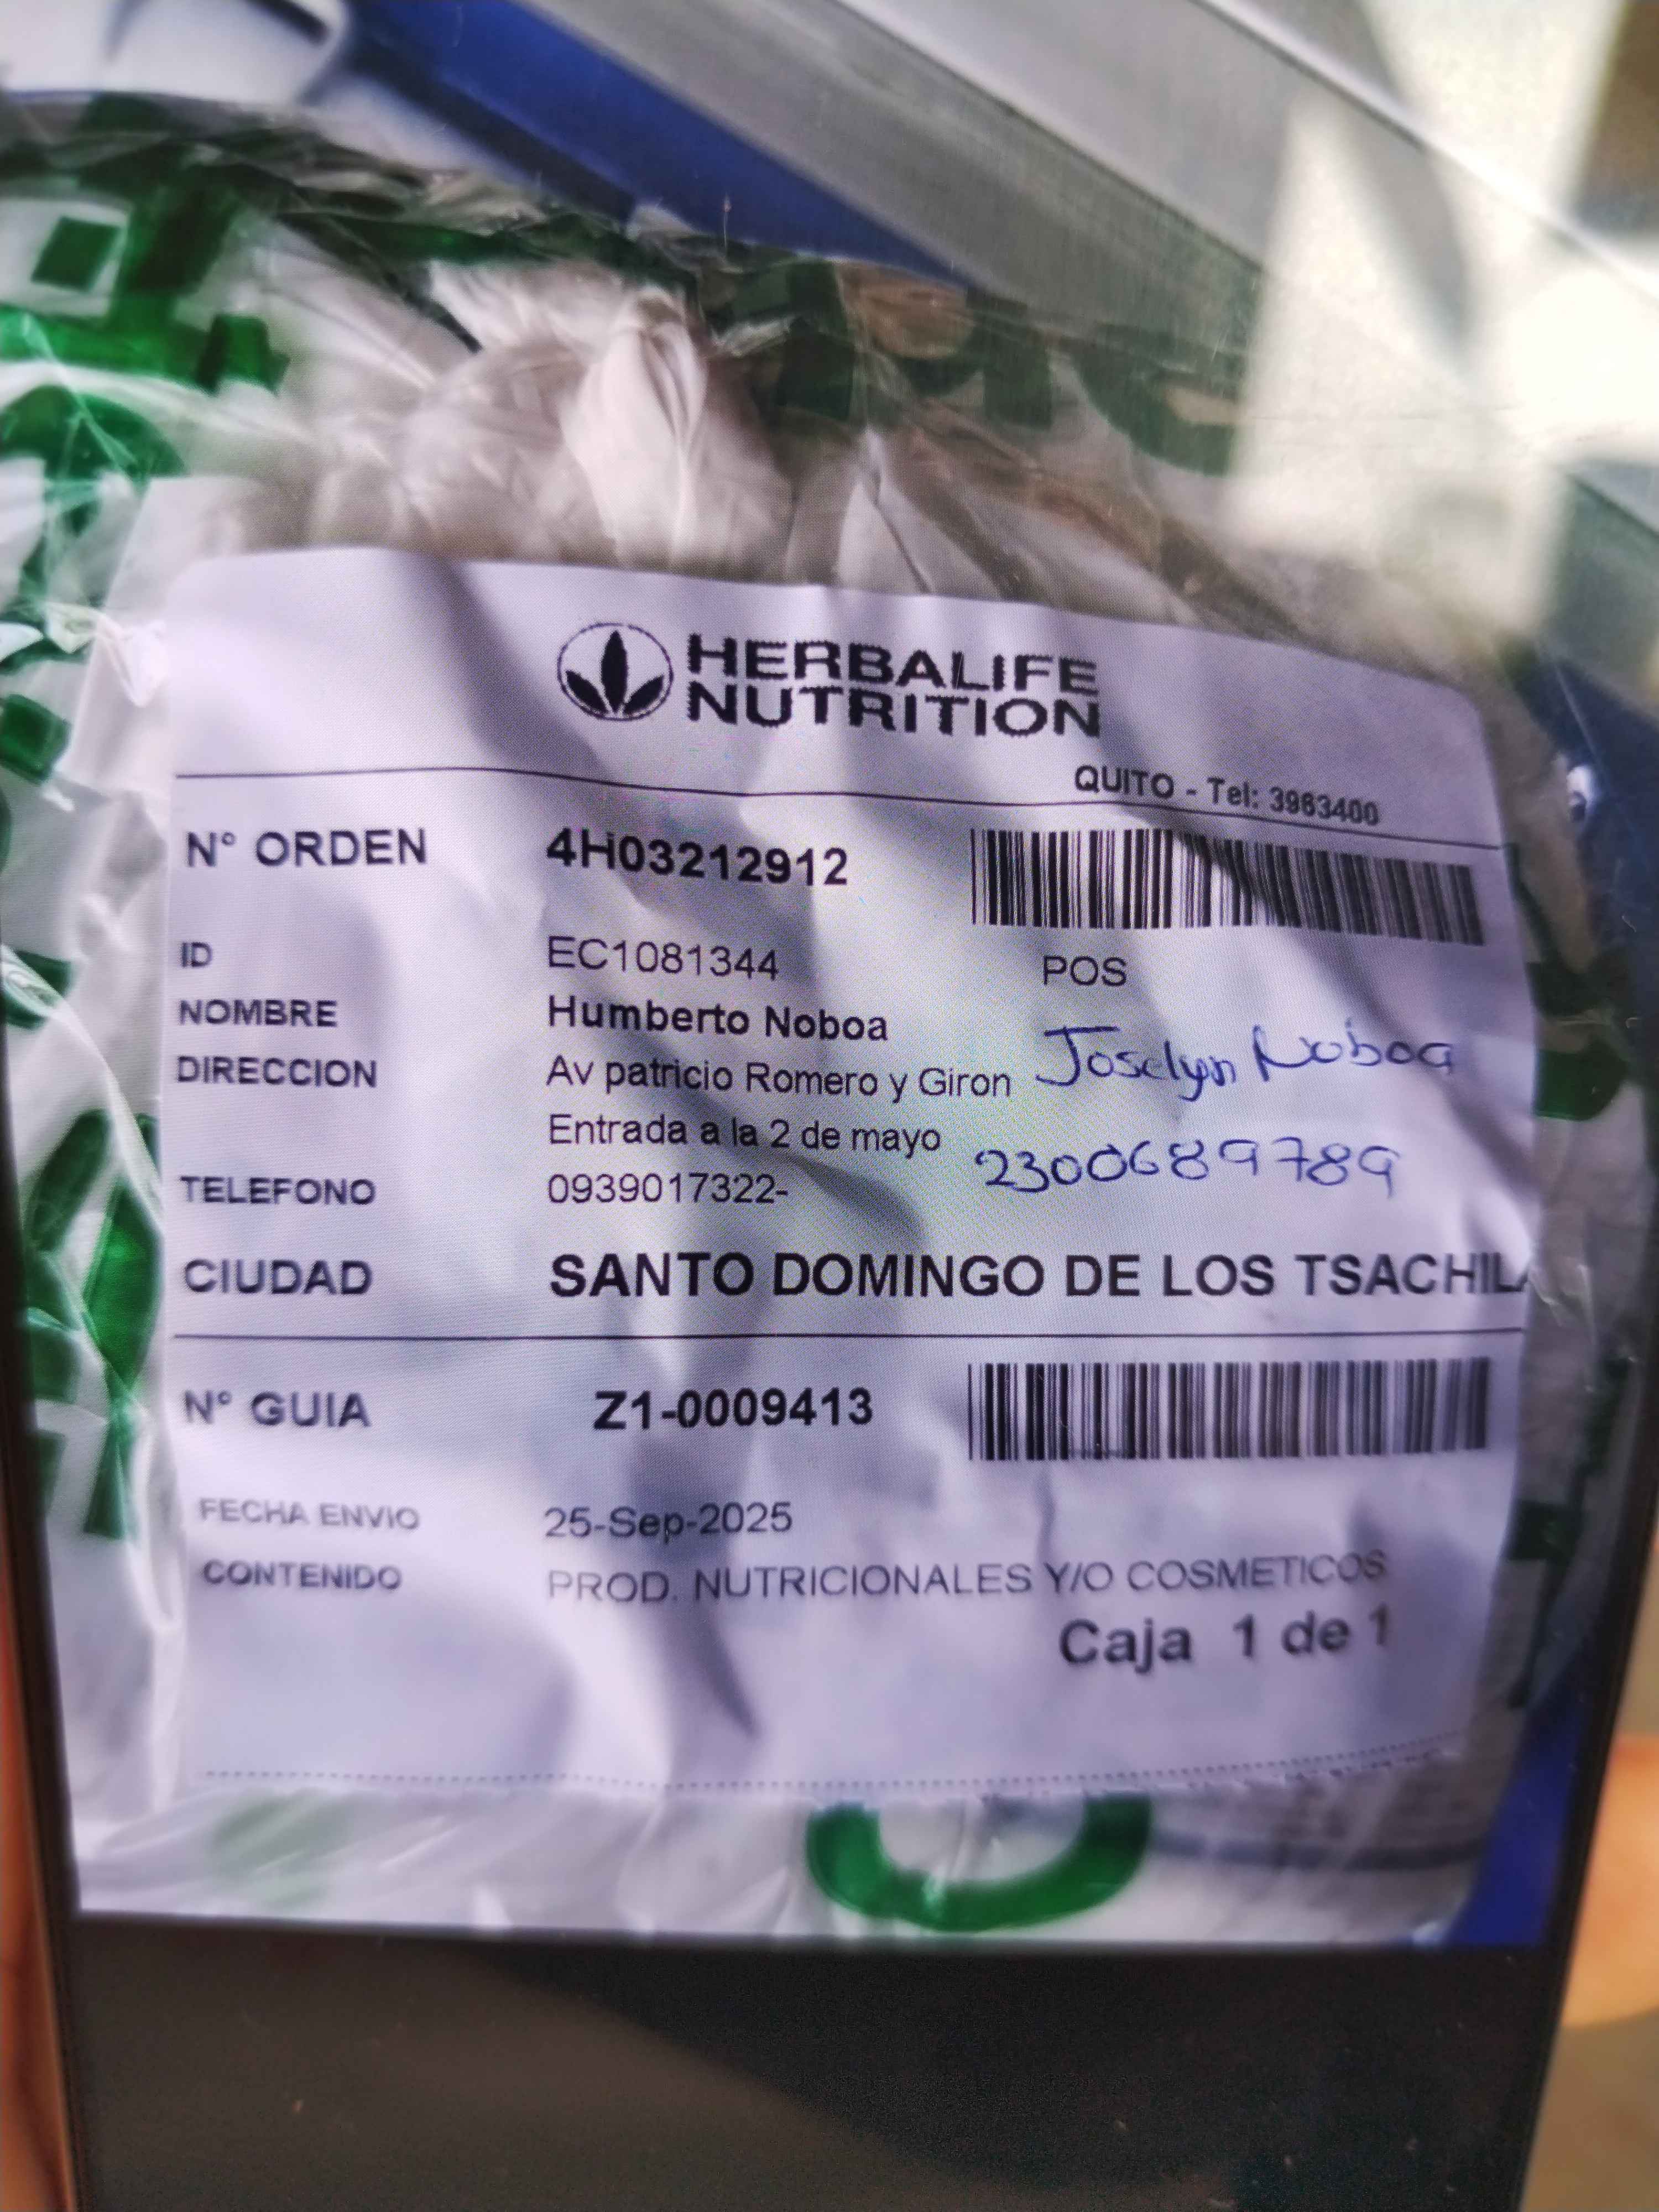 HERBALIFE
NUTRITION
QUITO - Tel: 3963400
N° ORDEN 4H03212912
ID EC1081344 POS
NOMBRE Humberto Noboa
DIRECCION Av patricio Romero y Giron Joselyn Noboa
Entrada a la 2 de mayo 2300689789
TELEFONO 0939017322-
CIUDAD SANTO DOMINGO DE LOS TSACHILA
N° GUIA Z1-0009413
FECHA ENVIO 25-Sep-2025
CONTENIDO PROD. NUTRICIONALES Y/O COSMETICOS
Caja 1 de 1